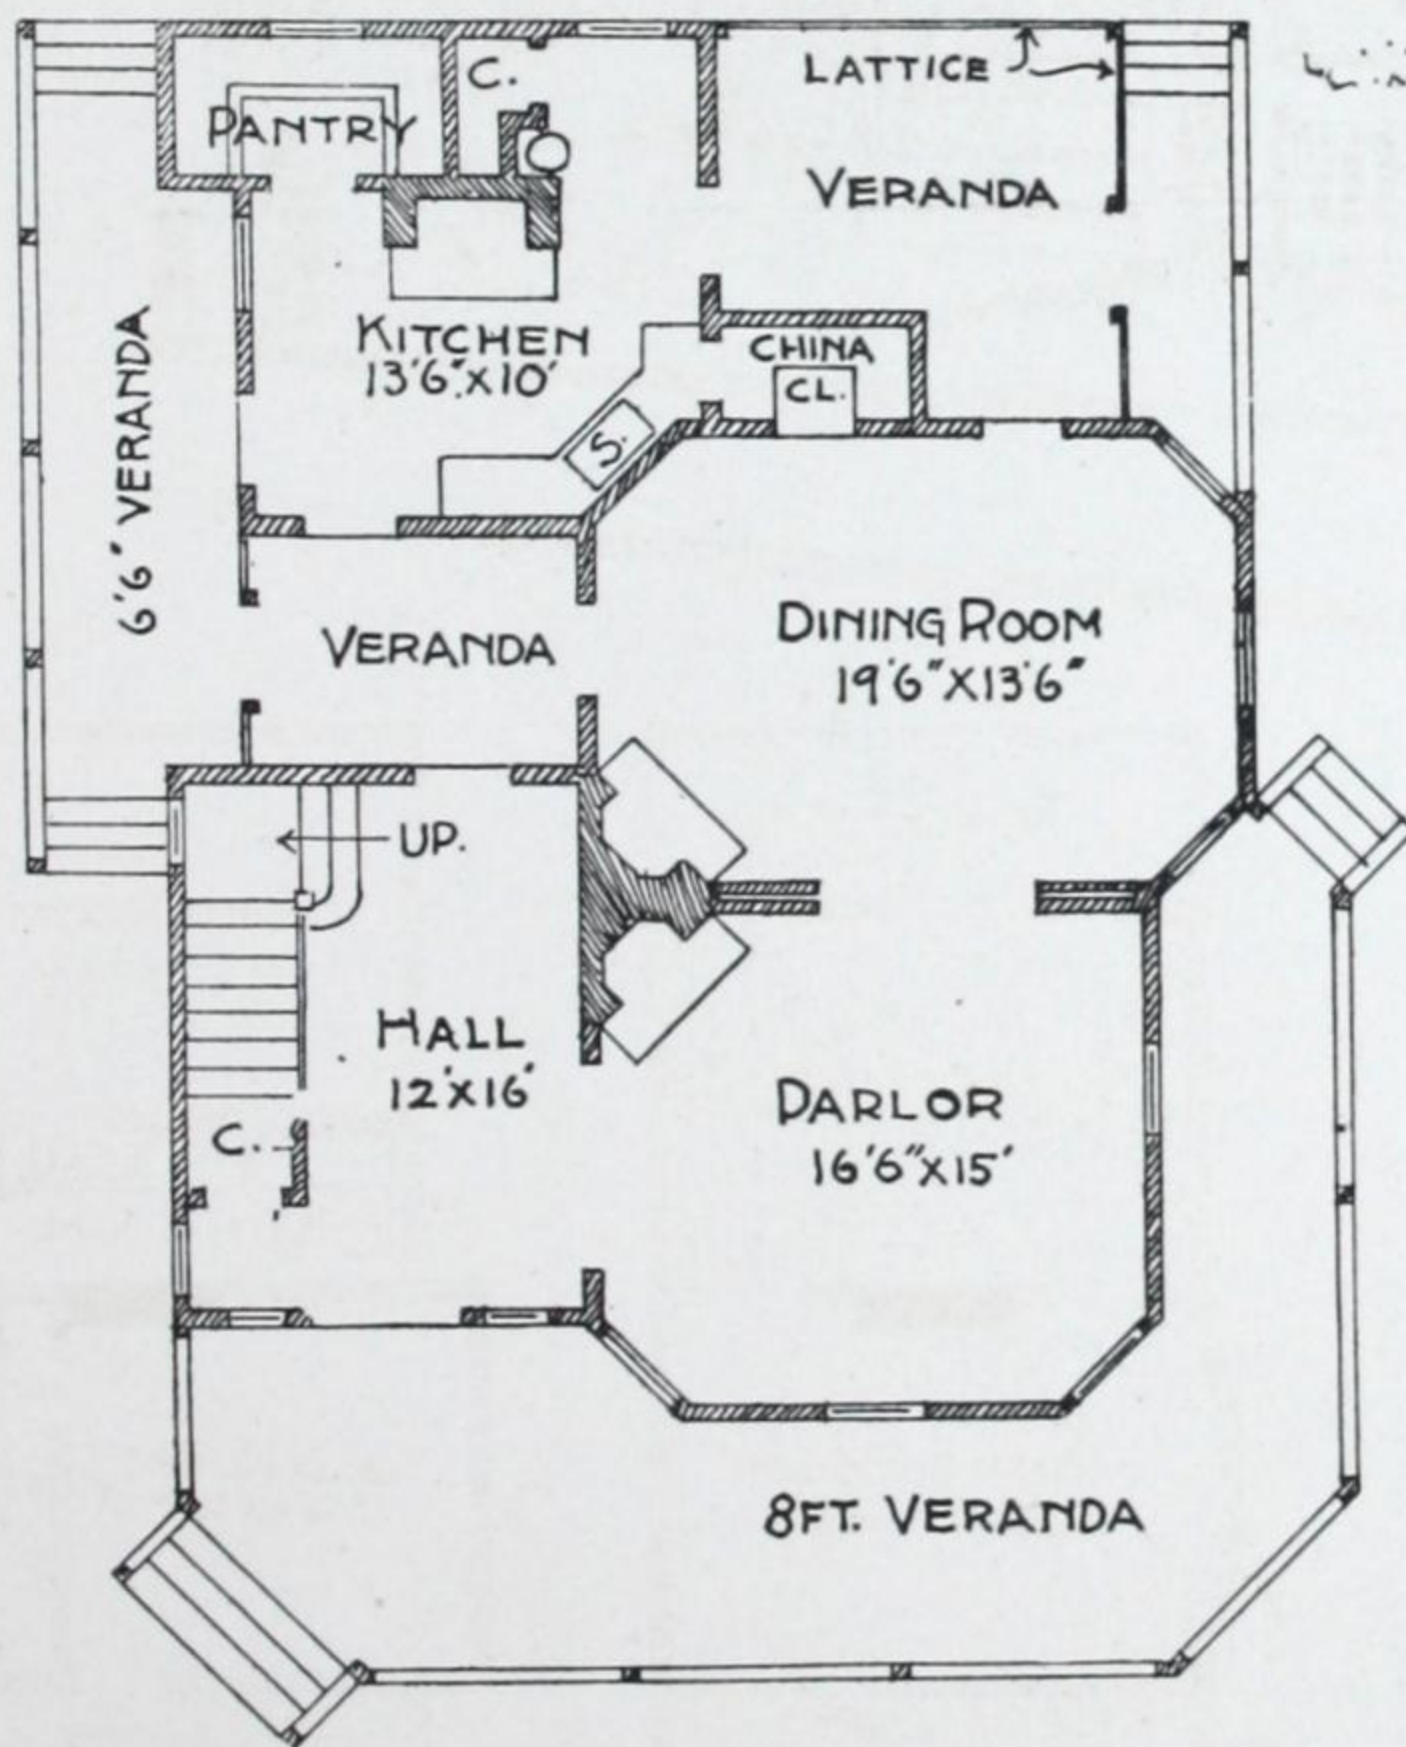 C.
LATTICE
PANTRY
VERANDA
KITCHEN
13'6"X10'
CHINA
CL.
S.
6'6" VERANDA
VERANDA
DINING ROOM
19'6"X13'6"
UP.
HALL
12'X16'
C.
PARLOR
16'6"X15'
8FT. VERANDA